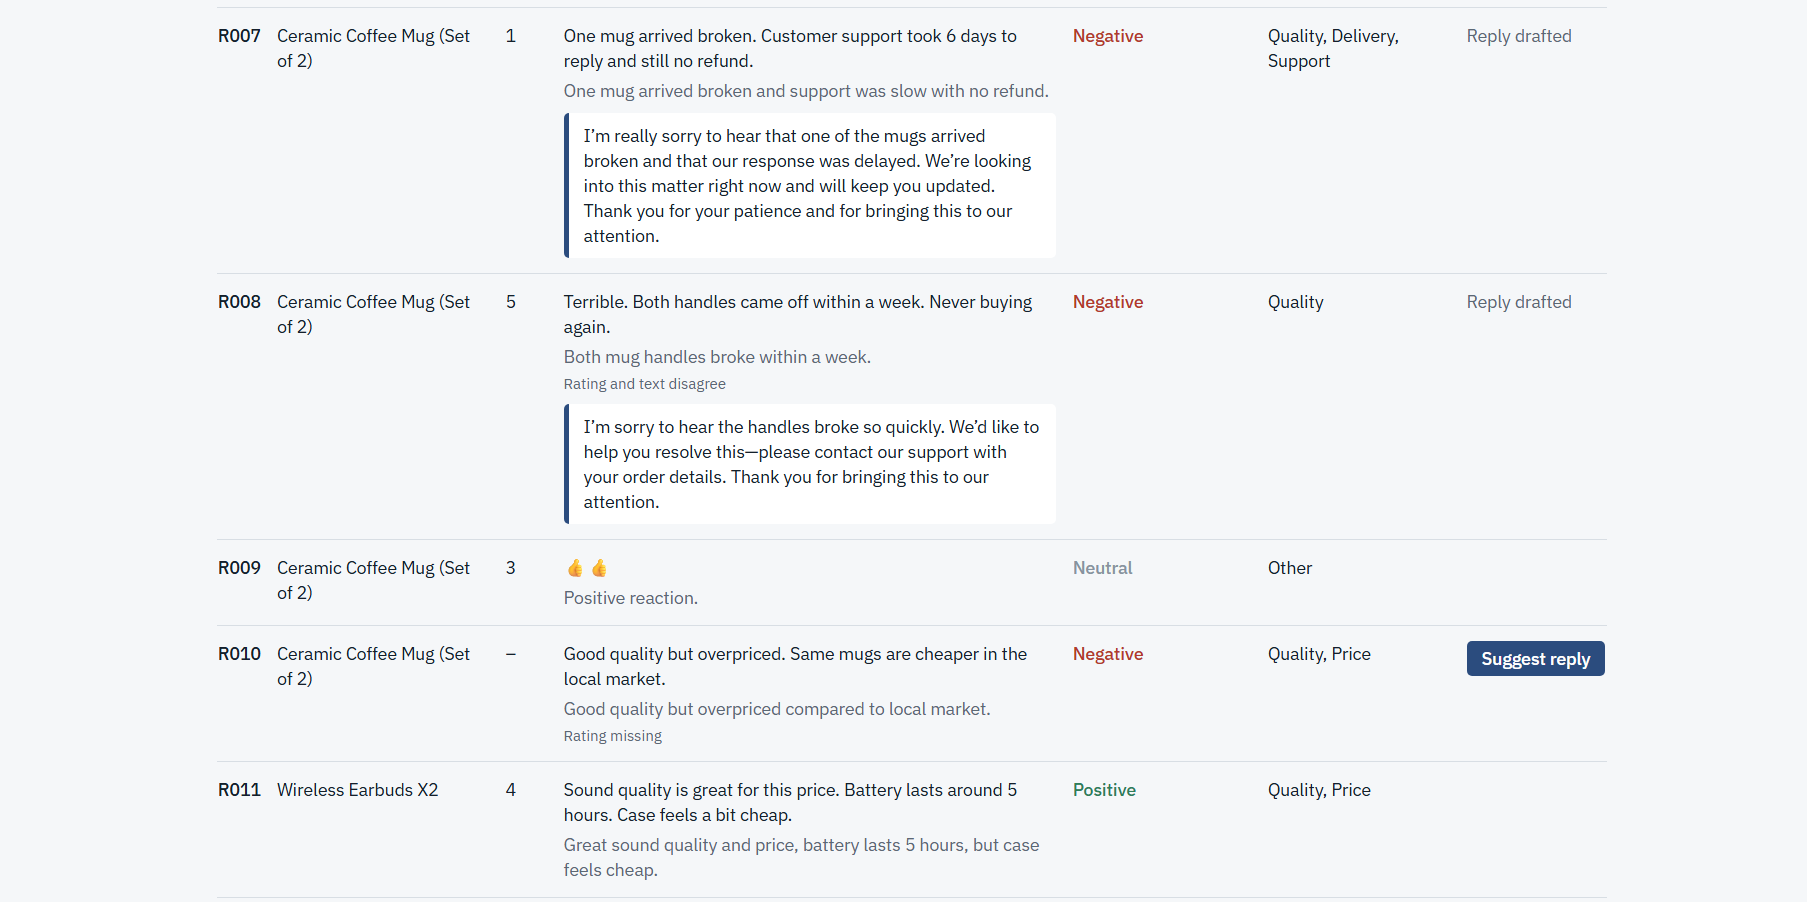 R007 Ceramic Coffee Mug (Set of 2) 1 One mug arrived broken. Customer support took 6 days to Negative Quality, Delivery, Support Reply drafted
reply and still no refund.
One mug arrived broken and support was slow with no refund.
I’m really sorry to hear that one of the mugs arrived
broken and that our response was delayed. We’re looking
into this matter right now and will keep you updated.
Thank you for your patience and for bringing this to our
attention.
R008 Ceramic Coffee Mug (Set of 2) 5 Terrible. Both handles came off within a week. Never buying Negative Quality Reply drafted
again.
Both mug handles broke within a week.
Rating and text disagree
I’m sorry to hear the handles broke so quickly. We’d like to
help you resolve this—please contact our support with
your order details. Thank you for bringing this to our
attention.
R009 Ceramic Coffee Mug (Set of 2) 3 👍👍 Neutral Other
Positive reaction.
R010 Ceramic Coffee Mug (Set of 2) – Good quality but overpriced. Same mugs are cheaper in the Negative Quality, Price Suggest reply
local market.
Good quality but overpriced compared to local market.
Rating missing
R011 Wireless Earbuds X2 4 Sound quality is great for this price. Battery lasts around 5 Positive Quality, Price
hours. Case feels a bit cheap.
Great sound quality and price, battery lasts 5 hours, but case
feels cheap.